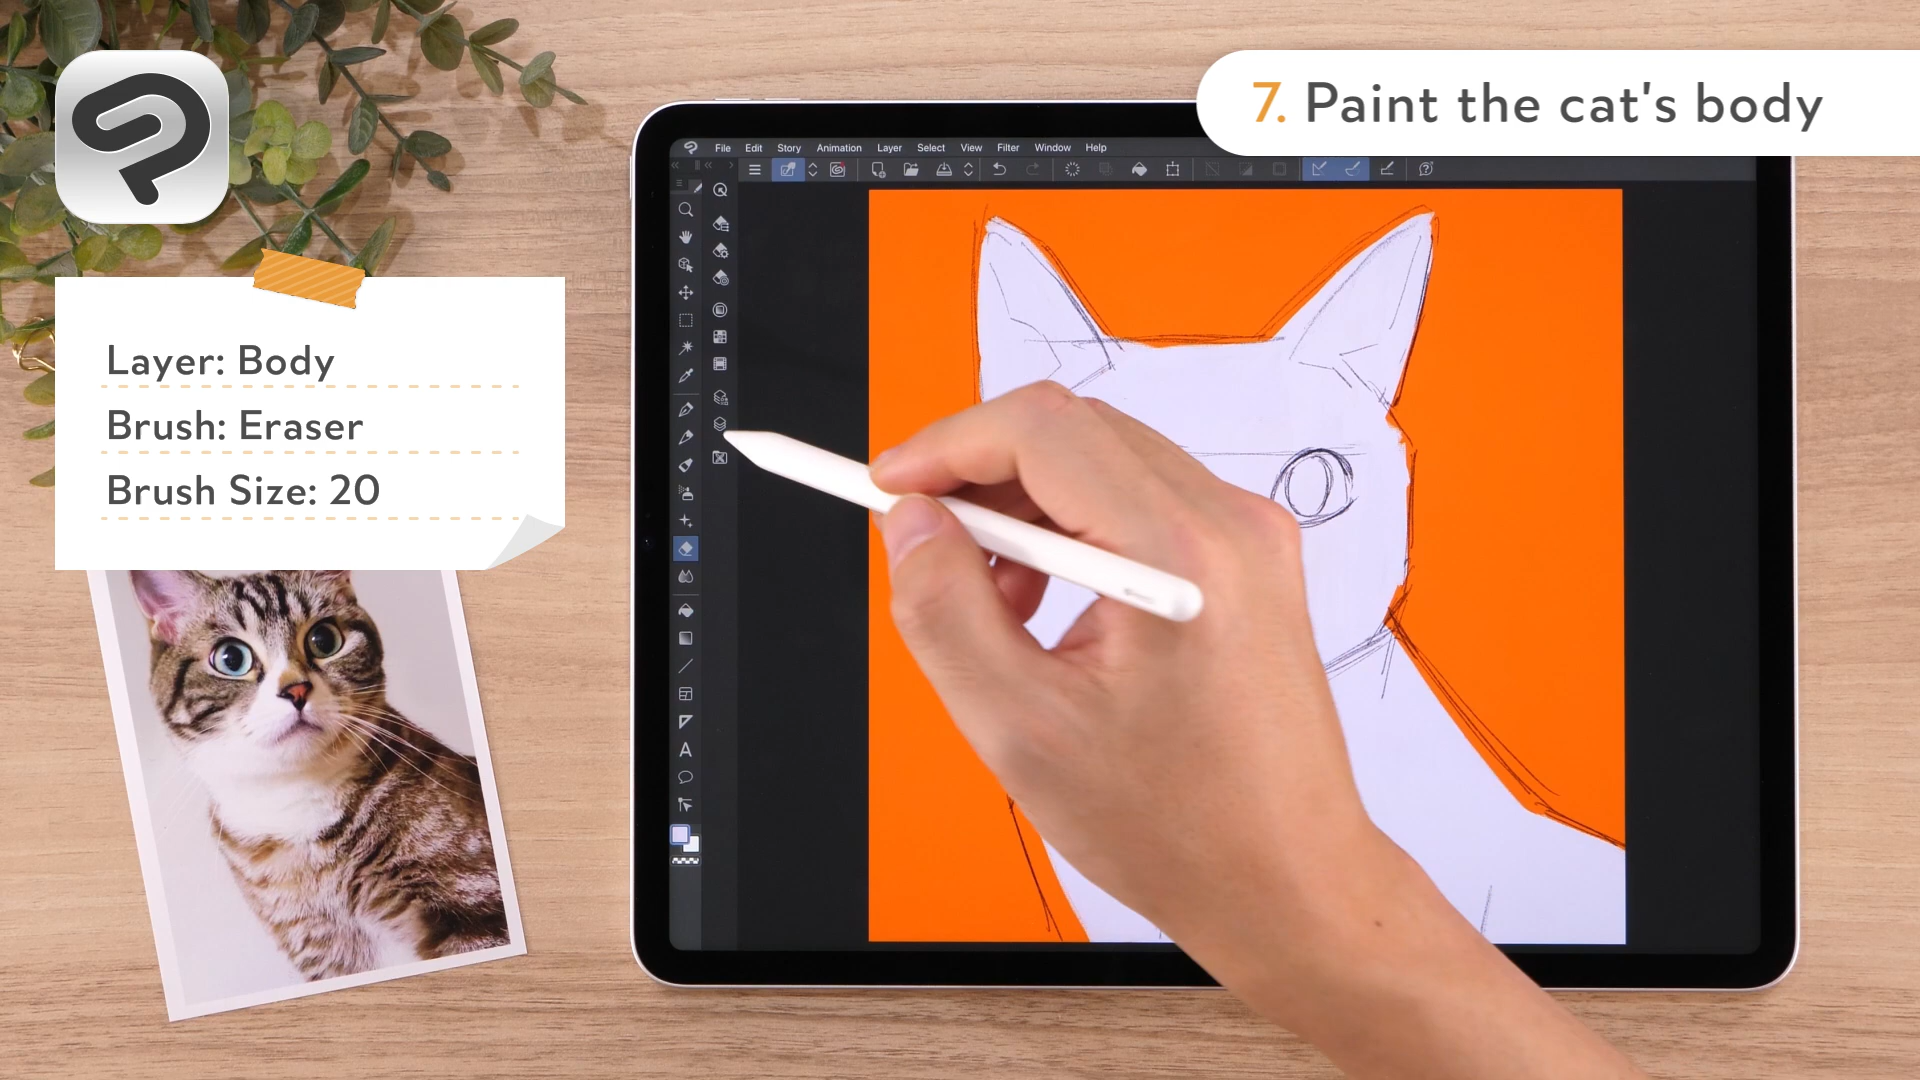 7. Paint the cat's body
File Edit Story Animation Layer Select View Filter Window Help
Layer: Body
Brush: Eraser
Brush Size: 20
A